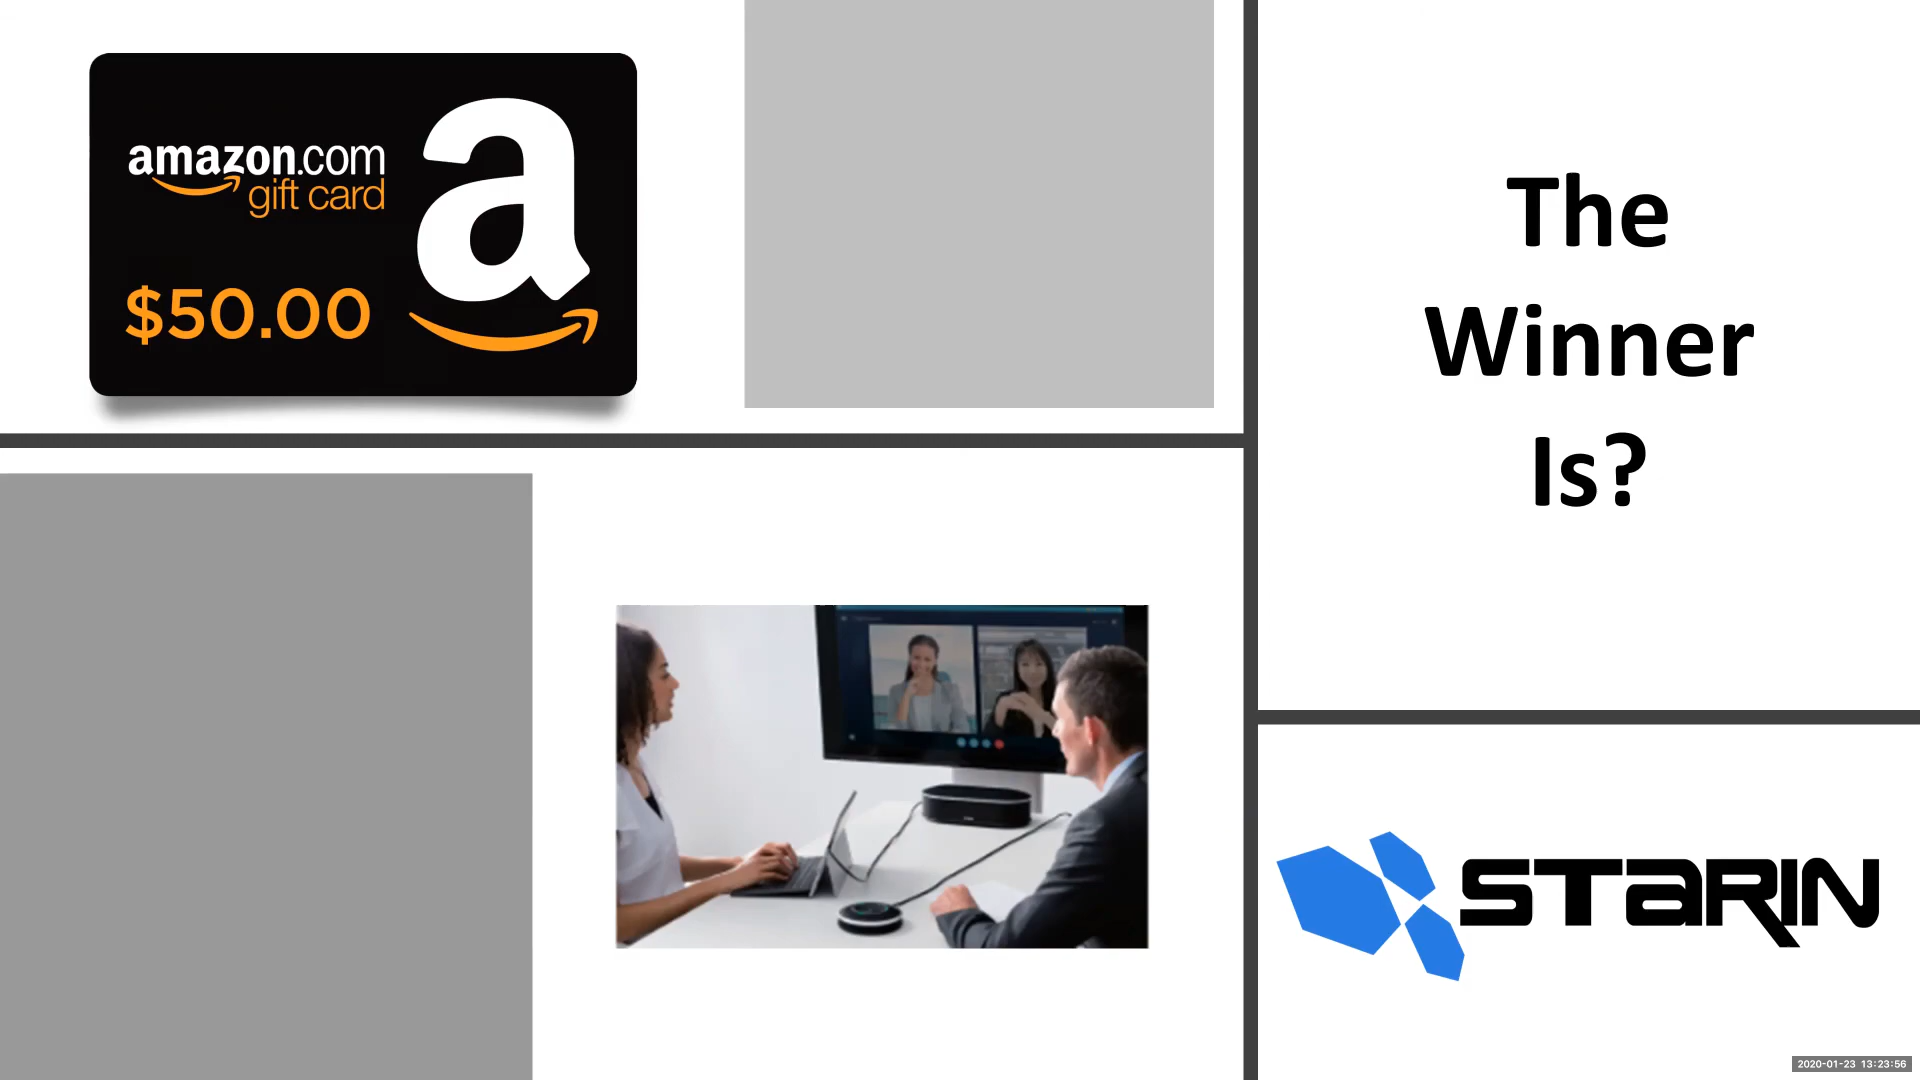 amazon.com
gift card
$50.00
a
The
Winner
Is?
STARIN
2020-01-23 13:23:56